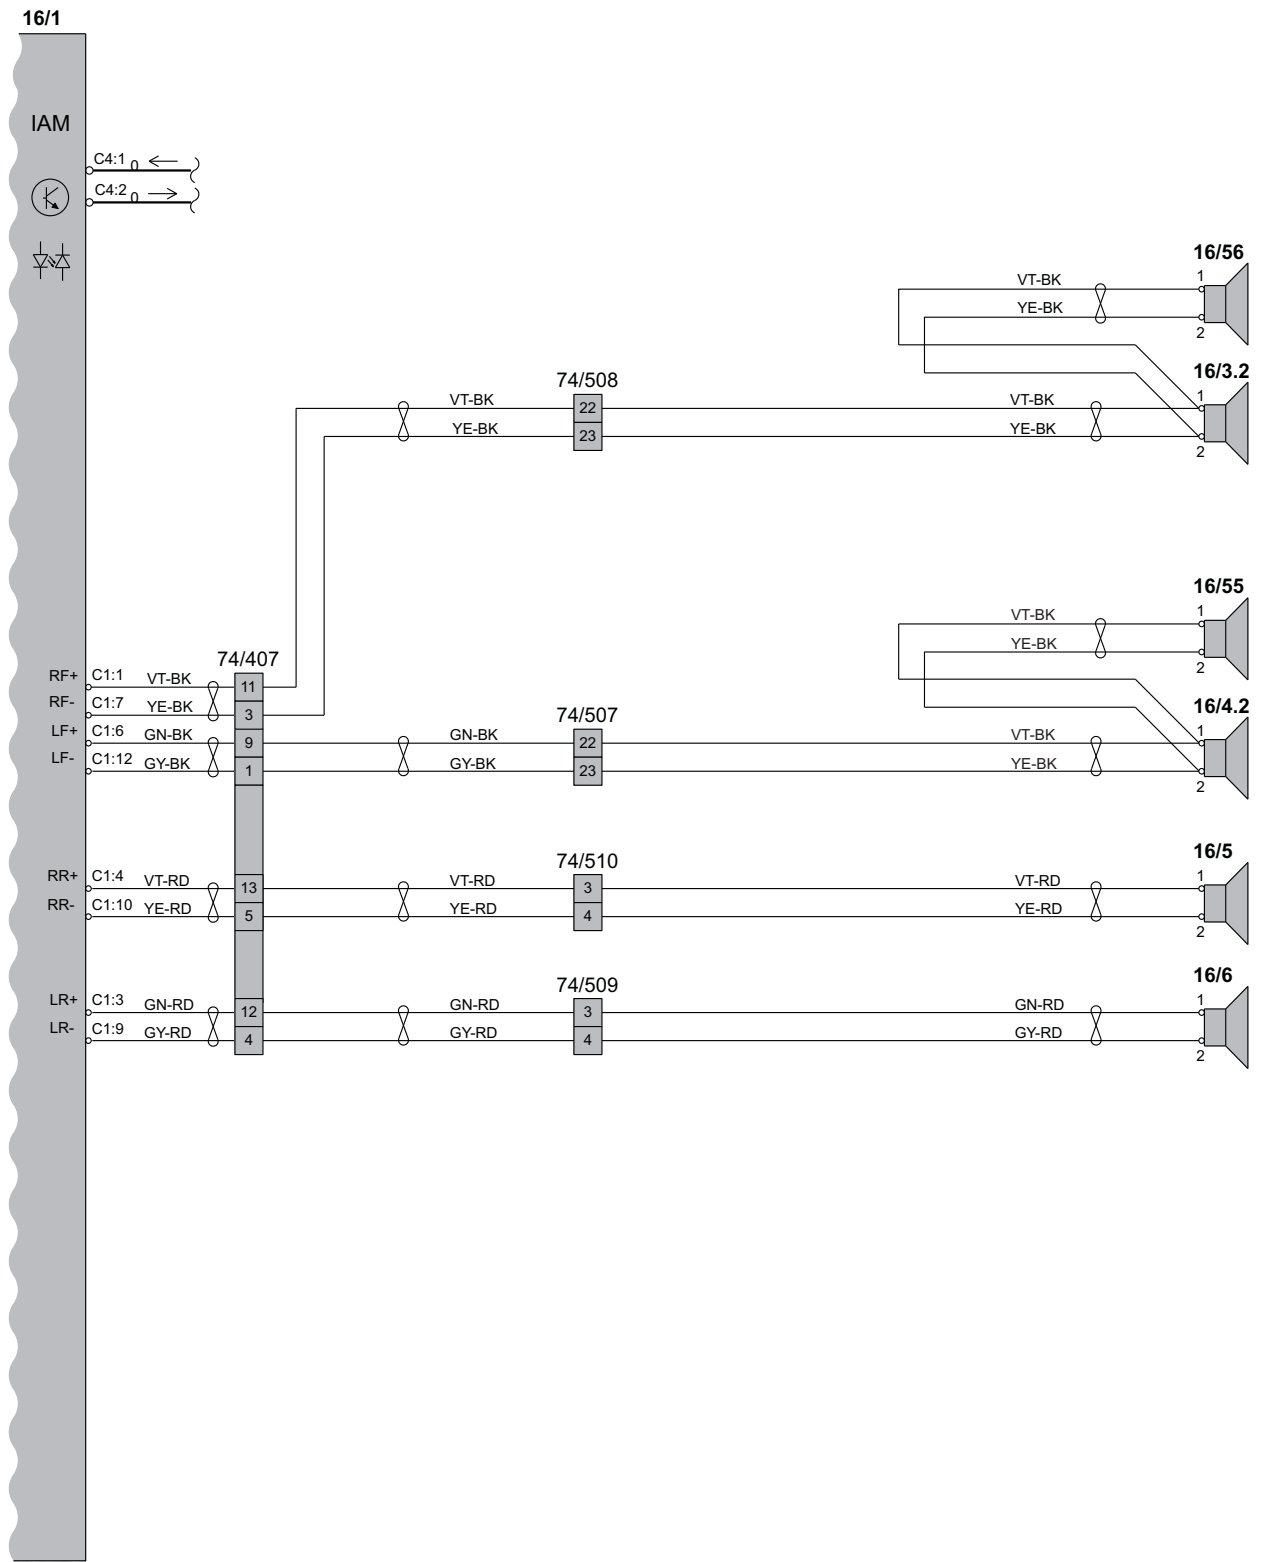 16/1
IAM
C4:1 0
C4:2 0
16/56
1
VT-BK
YE-BK
2
16/3.2
74/508
1
VT-BK 22 VT-BK
YE-BK 23 YE-BK
2
16/55
1
VT-BK
YE-BK
2
74/407
RF+ C1:1 VT-BK 11
RF- C1:7 YE-BK 3
16/4.2
74/507
1
LF+ C1:6 GN-BK 9 GN-BK 22 VT-BK
LF- C1:12 GY-BK 1 GY-BK 23 YE-BK
2
16/5
74/510
1
RR+ C1:4 VT-RD 13 VT-RD 3 VT-RD
RR- C1:10 YE-RD 5 YE-RD 4 YE-RD
2
16/6
74/509
1
LR+ C1:3 GN-RD 12 GN-RD 3 GN-RD
LR- C1:9 GY-RD 4 GY-RD 4 GY-RD
2